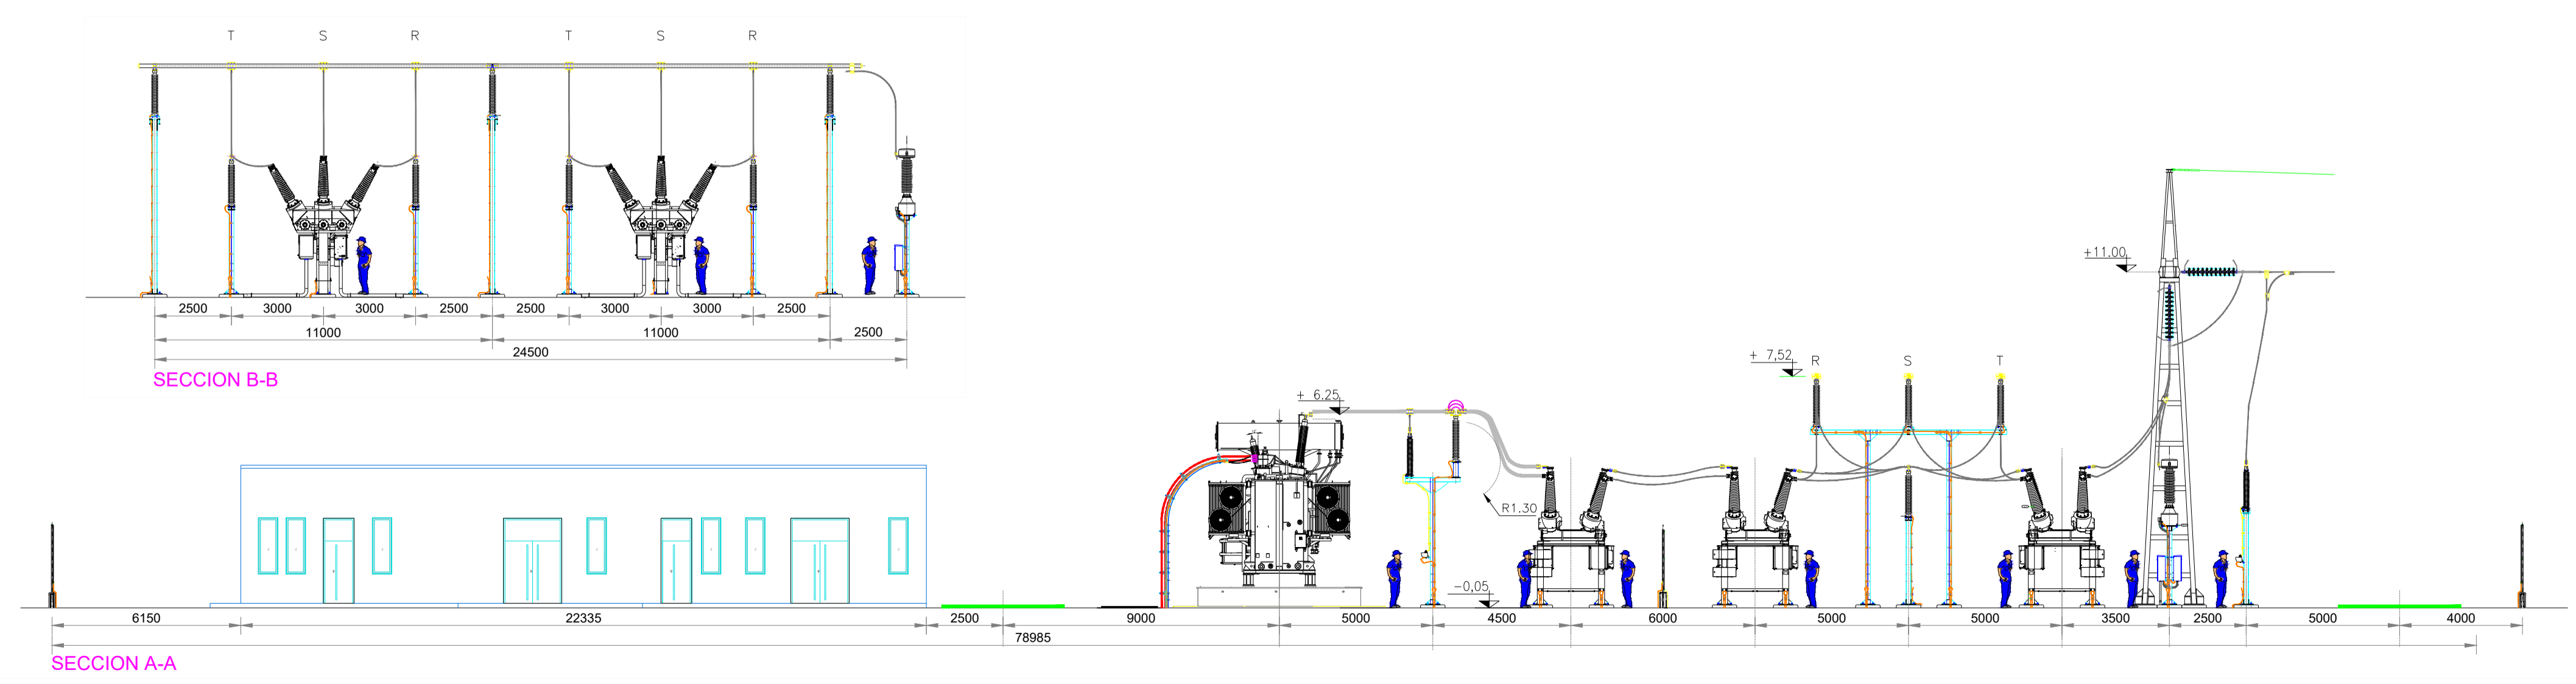 T S R T S R
2500 3000 3000 2500 2500 3000 3000 2500
11000 11000 2500
24500
SECCION B-B
+11.00
+ 7,52 R S T
+ 6.25
R1.30
-0,05
6150 22335 2500 9000 5000 4500 6000 5000 5000 3500 2500 5000 4000
78985
SECCION A-A